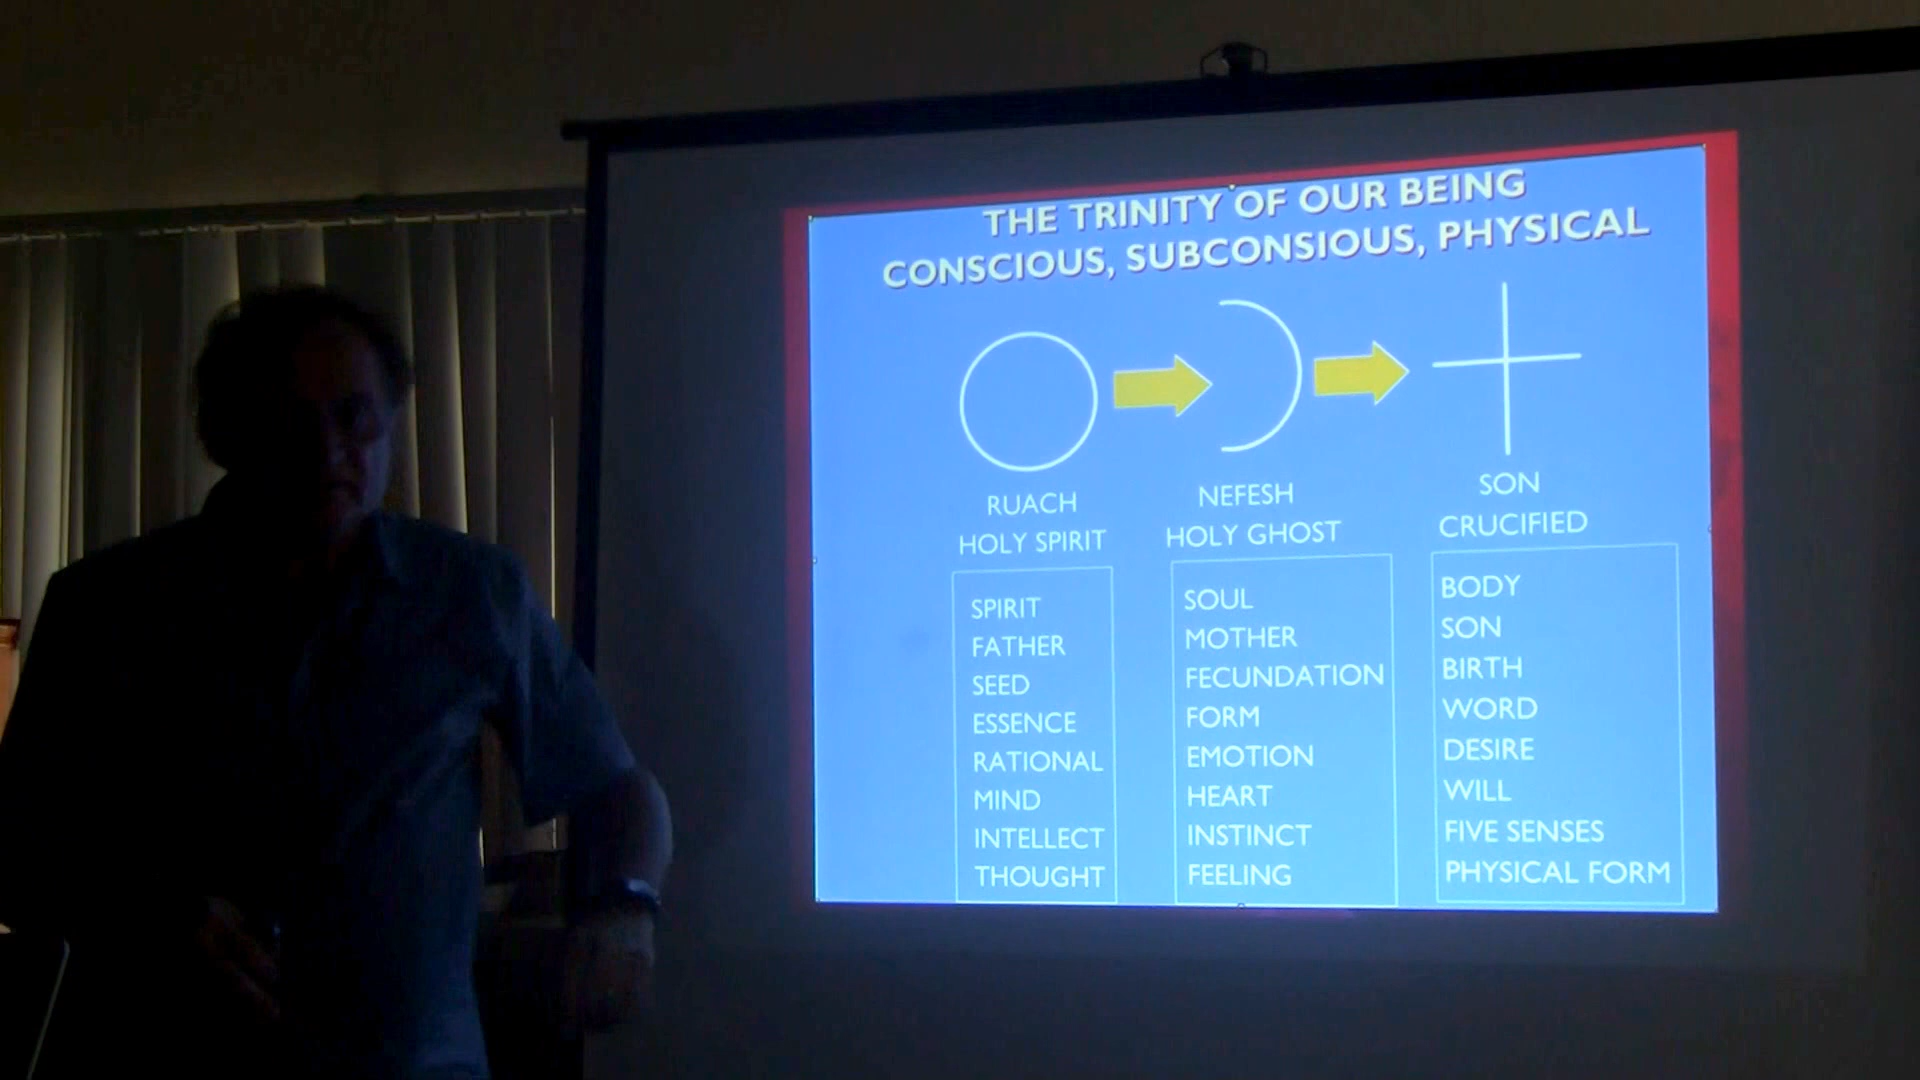 THE TRINITY OF OUR BEING
CONSCIOUS, SUBCONSIOUS, PHYSICAL
RUACH
HOLY SPIRIT
SPIRIT
FATHER
SEED
ESSENCE
RATIONAL
MIND
INTELLECT
THOUGHT
NEFESH
HOLY GHOST
SOUL
MOTHER
FECUNDATION
FORM
EMOTION
HEART
INSTINCT
FEELING
SON
CRUCIFIED
BODY
SON
BIRTH
WORD
DESIRE
WILL
FIVE SENSES
PHYSICAL FORM